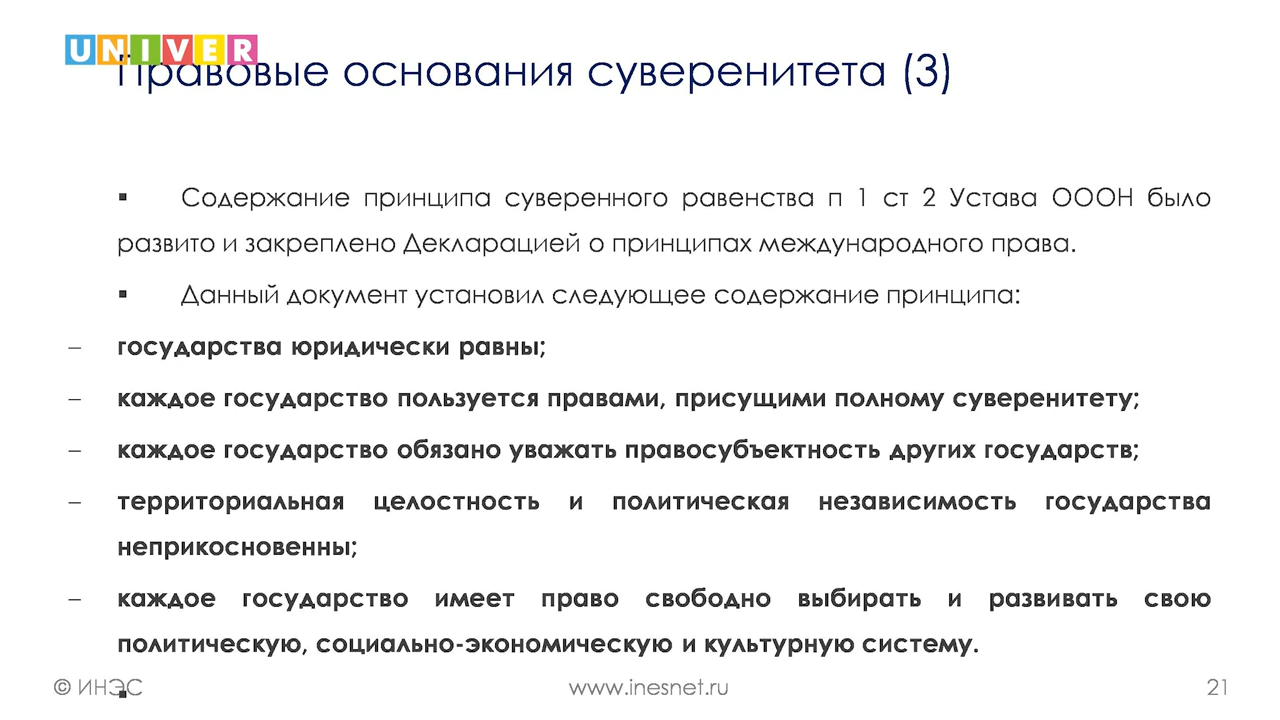 UNIVER
Правовые основания суверенитета (3)
▪ Содержание принципа суверенного равенства п 1 ст 2 Устава ОООН было
развито и закреплено Декларацией о принципах международного права.
▪ Данный документ установил следующее содержание принципа:
– государства юридически равны;
– каждое государство пользуется правами, присущими полному суверенитету;
– каждое государство обязано уважать правосубъектность других государств;
– территориальная целостность и политическая независимость государства
неприкосновенны;
– каждое государство имеет право свободно выбирать и развивать свою
политическую, социально-экономическую и культурную систему.
© ИНЭС www.inesnet.ru 21